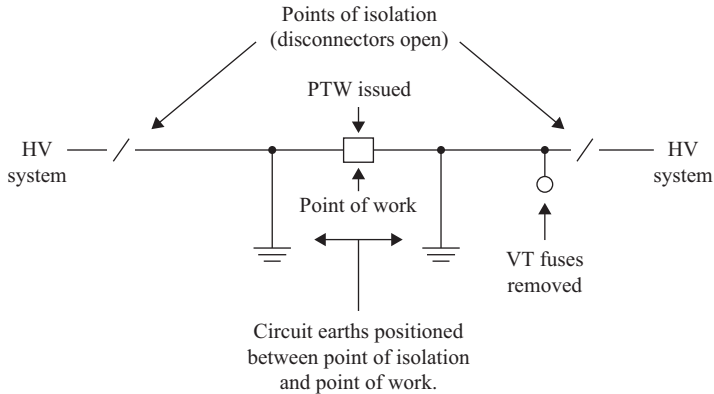 Points of isolation
(disconnectors open)
PTW issued
HV
system
HV
system
Point of work
VT fuses
removed
Circuit earths positioned
between point of isolation
and point of work.